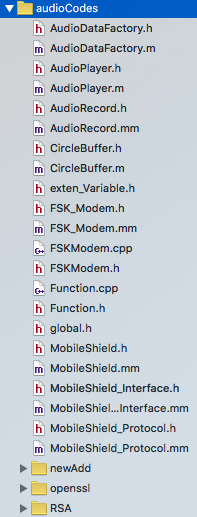 audioCodes
AudioDataFactory.h
AudioDataFactory.m
AudioPlayer.h
AudioPlayer.m
AudioRecord.h
AudioRecord.mm
CircleBuffer.h
CircleBuffer.m
exten_Variable.h
FSK_Modem.h
FSK_Modem.mm
FSKModem.cpp
FSKModem.h
Function.cpp
Function.h
global.h
MobileShield.h
MobileShield.mm
MobileShield_Interface.h
MobileShiel...Interface.mm
MobileShield_Protocol.h
MobileShield_Protocol.mm
newAdd
openssl
RSA